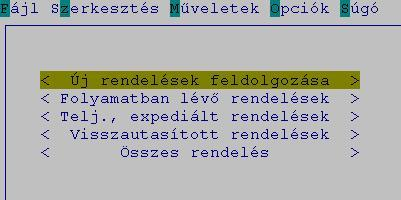 Fájl Szerkesztés Műveletek Opciók Súgó
< Új rendelések feldolgozása >
< Folyamatban lévő rendelések >
< Telj., expediált rendelések >
< Visszautasított rendelések >
< Összes rendelés >